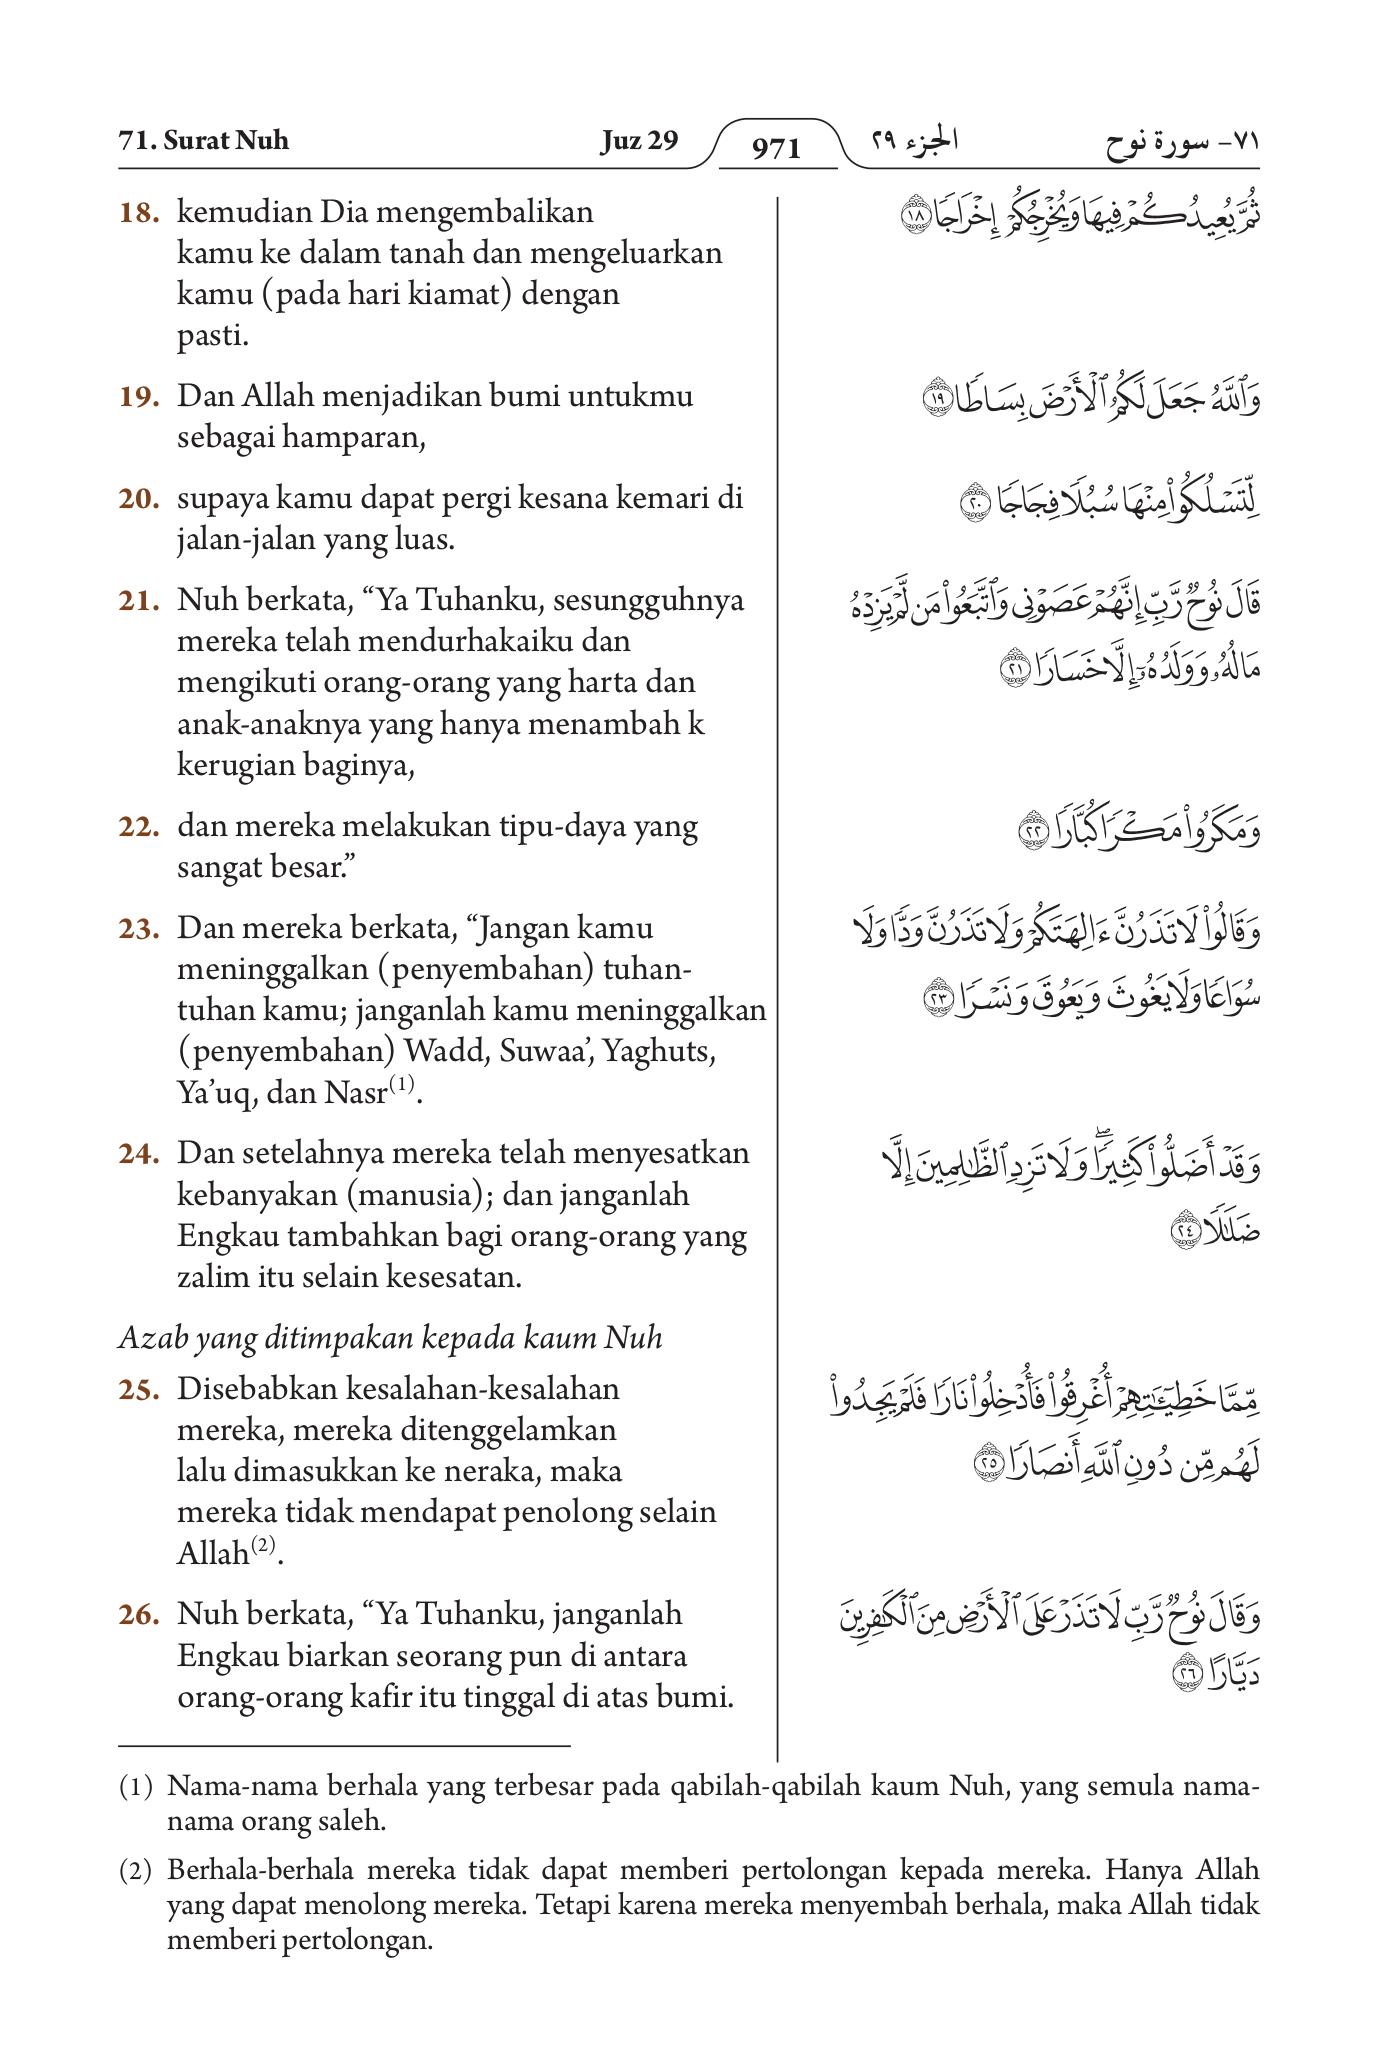 71. Surat Nuh Juz 29 971 الجزء ٢٩ ٧١- سورة نوح
18. kemudian Dia mengembalikan
kamu ke dalam tanah dan mengeluarkan
kamu (pada hari kiamat) dengan
pasti.
ثُمَّ يُعِيدُكُمْ فِيهَا وَيُخْرِجُكُمْ إِخْرَاجًا ١٨
19. Dan Allah menjadikan bumi untukmu
sebagai hamparan,
وَٱللَّهُ جَعَلَ لَكُمُ ٱلْأَرْضَ بِسَاطًا ١٩
20. supaya kamu dapat pergi kesana kemari di
jalan-jalan yang luas.
لِّتَسْلُكُوا۟ مِنْهَا سُبُلًا فِجَاجًا ٢٠
21. Nuh berkata, “Ya Tuhanku, sesungguhnya
mereka telah mendurhakaiku dan
mengikuti orang-orang yang harta dan
anak-anaknya yang hanya menambah k
kerugian baginya,
قَالَ نُوحٌ رَّبِّ إِنَّهُمْ عَصَوْنِى وَٱتَّبَعُوا۟ مَن لَّمْ يَزِدْهُ
مَالُهُۥ وَوَلَدُهُۥٓ إِلَّا خَسَارًا ٢١
22. dan mereka melakukan tipu-daya yang
sangat besar.”
وَمَكَرُوا۟ مَكْرًا كُبَّارًا ٢٢
23. Dan mereka berkata, “Jangan kamu
meninggalkan (penyembahan) tuhan-
tuhan kamu; janganlah kamu meninggalkan
(penyembahan) Wadd, Suwaa’, Yaghuts,
Ya’uq, dan Nasr(1).
وَقَالُوا۟ لَا تَذَرُنَّ ءَالِهَتَكُمْ وَلَا تَذَرُنَّ وَدًّا وَلَا
سُوَاعًا وَلَا يَغُوثَ وَيَعُوقَ وَنَسْرًا ٢٣
24. Dan setelahnya mereka telah menyesatkan
kebanyakan (manusia); dan janganlah
Engkau tambahkan bagi orang-orang yang
zalim itu selain kesesatan.
وَقَدْ أَضَلُّوا۟ كَثِيرًا ۖ وَلَا تَزِدِ ٱلظَّـٰلِمِينَ إِلَّا
ضَلَـٰلًا ٢٤
Azab yang ditimpakan kepada kaum Nuh
25. Disebabkan kesalahan-kesalahan
mereka, mereka ditenggelamkan
lalu dimasukkan ke neraka, maka
mereka tidak mendapat penolong selain
Allah(2).
مِّمَّا خَطِيٓـَٔـٰتِهِمْ أُغْرِقُوا۟ فَأُدْخِلُوا۟ نَارًا فَلَمْ يَجِدُوا۟
لَهُم مِّن دُونِ ٱللَّهِ أَنصَارًا ٢٥
26. Nuh berkata, “Ya Tuhanku, janganlah
Engkau biarkan seorang pun di antara
orang-orang kafir itu tinggal di atas bumi.
وَقَالَ نُوحٌ رَّبِّ لَا تَذَرْ عَلَى ٱلْأَرْضِ مِنَ ٱلْكَـٰفِرِينَ
دَيَّارًا ٢٦
(1) Nama-nama berhala yang terbesar pada qabilah-qabilah kaum Nuh, yang semula nama-
nama orang saleh.
(2) Berhala-berhala mereka tidak dapat memberi pertolongan kepada mereka. Hanya Allah
yang dapat menolong mereka. Tetapi karena mereka menyembah berhala, maka Allah tidak
memberi pertolongan.